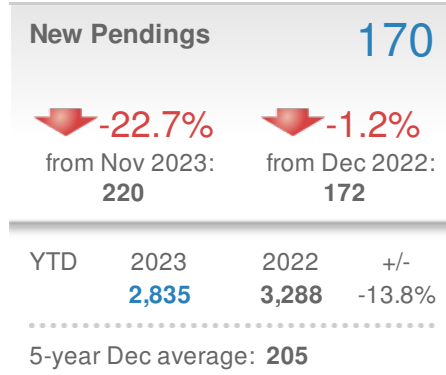 New Pendings 170
-22.7% -1.2%
from Nov 2023: from Dec 2022:
220 172
YTD 2023 2022 +/-
2,835 3,288 -13.8%
5-year Dec average: 205